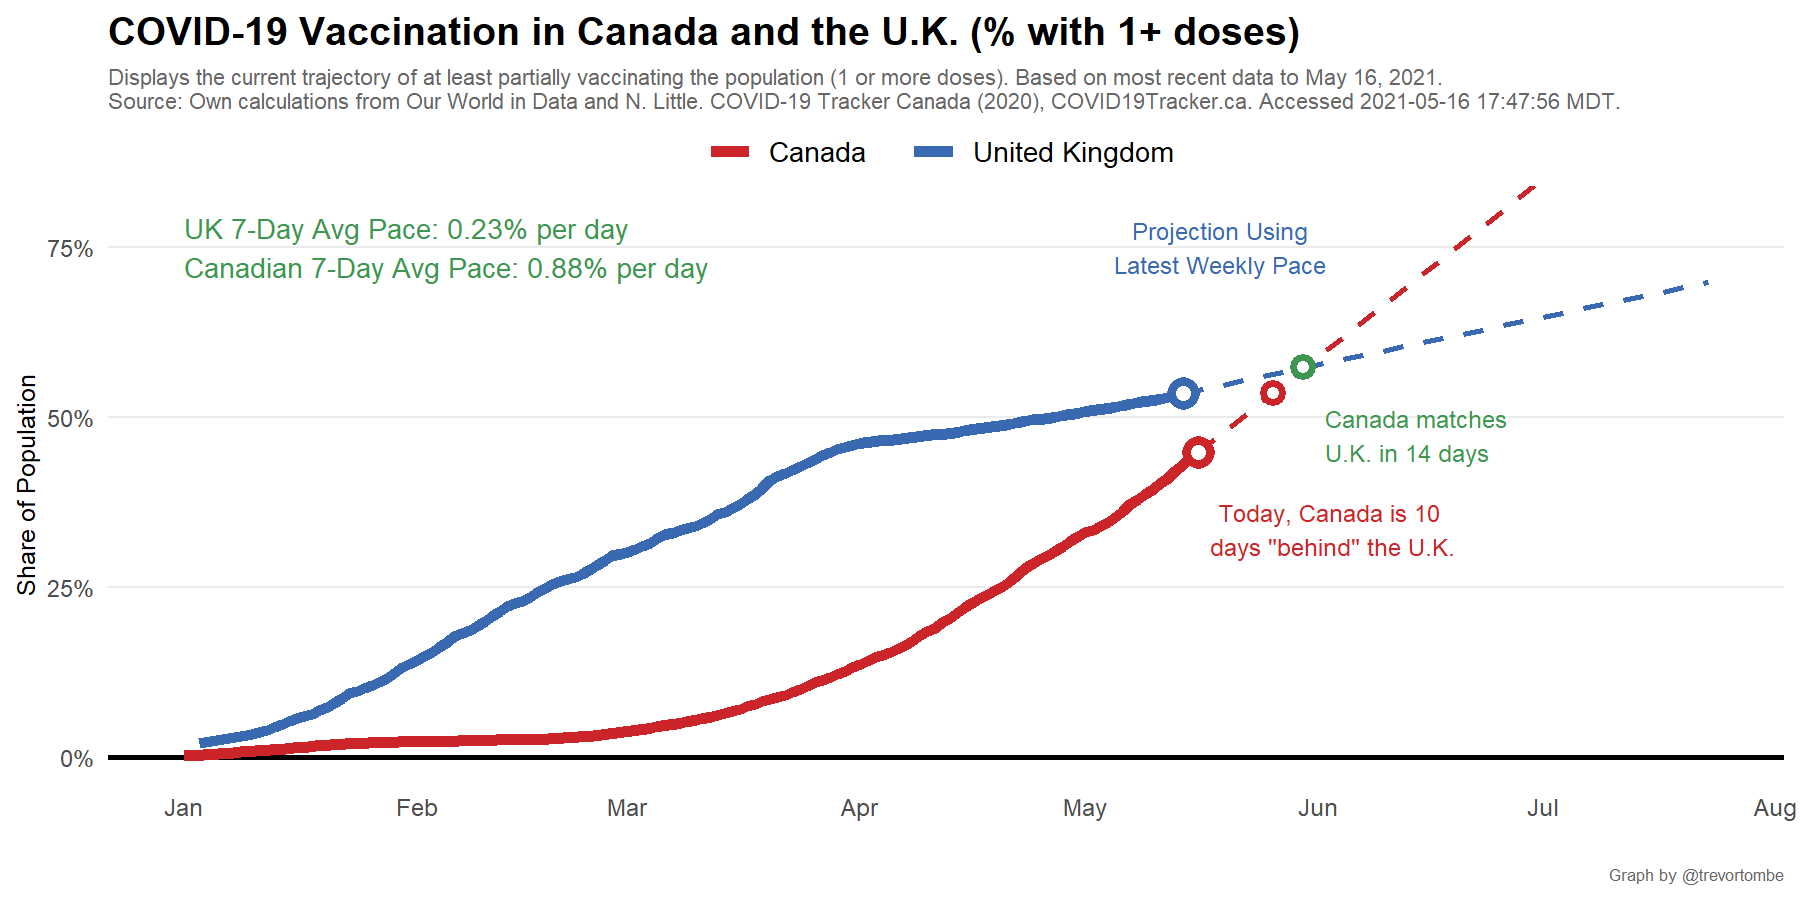 COVID-19 Vaccination in Canada and the U.K. (% with 1+ doses)
Displays the current trajectory of at least partially vaccinating the population (1 or more doses). Based on most recent data to May 16, 2021.
Source: Own calculations from Our World in Data and N. Little. COVID-19 Tracker Canada (2020), COVID19Tracker.ca. Accessed 2021-05-16 17:47:56 MDT.
Canada
United Kingdom
UK 7-Day Avg Pace: 0.23% per day
Canadian 7-Day Avg Pace: 0.88% per day
Projection Using
Latest Weekly Pace
Canada matches
U.K. in 14 days
Today, Canada is 10
days "behind" the U.K.
Share of Population
75%
50%
25%
0%
Jan
Feb
Mar
Apr
May
Jun
Jul
Aug
Graph by @trevortombe